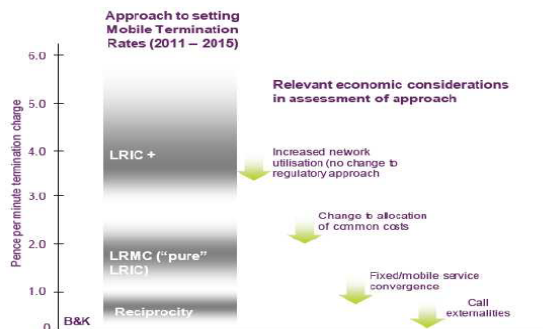 Approach to setting
Mobile Termination
Rates (2011 – 2015)
Pence per minute termination charge
6.0
5.0
4.0
3.0
2.0
1.0
0
LRIC +
LRMC ("pure"
LRIC)
Reciprocity
B&K
Relevant economic considerations
in assessment of approach
Increased network
utilisation (no change to
regulatory approach
Change to allocation
of common costs
Fixed/mobile service
convergence
Call
externalities